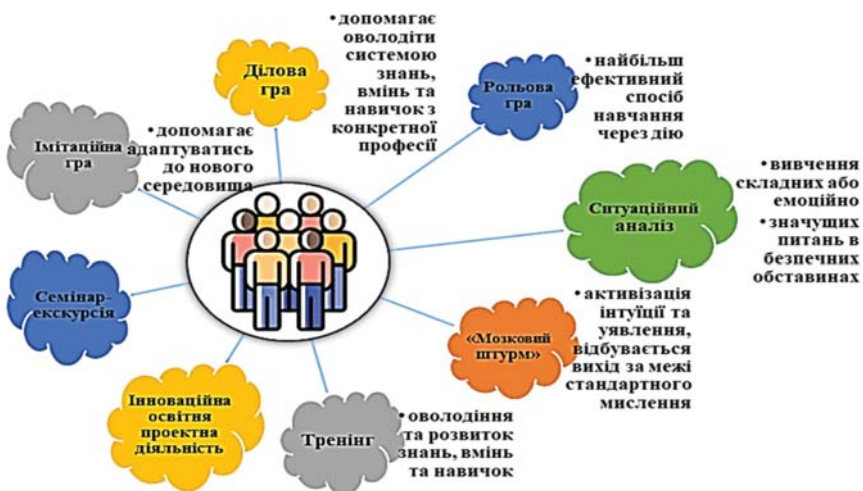 Ділова
гра
• допомагає
оволодіти
системою
знань,
вмінь та
навичок з
конкретної
професії
Рольова
гра
• найбільш
ефективний
спосіб
навчання
через дію
Імітаційна
гра
• допомагає
адаптуватись
до нового
середовища
Ситуаційний
аналіз
• вивчення
складних або
емоційно
• значущих
питань в
безпечних
обставинах
Семінар-
екскурсія
«Мозковий
штурм»
• активізація
інтуїції та
уявлення,
відбувається
вихід за межі
стандартного
мислення
Інноваційна
освітня
проектна
діяльність
Тренінг
• оволодіння
та розвиток
знань, вмінь
та навичок